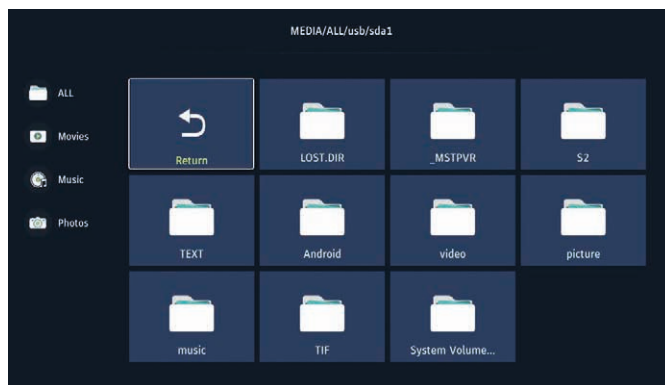 MEDIA/ALL/usb/sda1
ALL
Movies
Music
Photos
Return
LOST.DIR
_MSTPVR
S2
TEXT
Android
video
picture
music
TIF
System Volume...